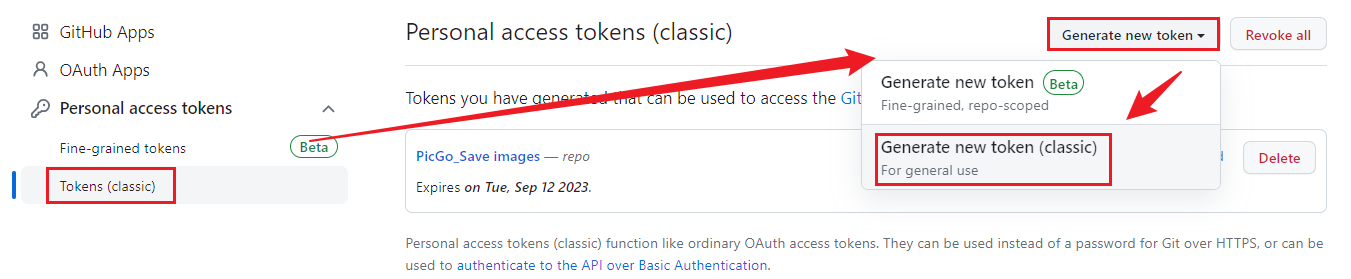 GitHub Apps
OAuth Apps
Personal access tokens
Fine-grained tokens Beta
Tokens (classic)
Personal access tokens (classic)
Generate new token
Revoke all
Generate new token Beta
Fine-grained, repo-scoped
Generate new token (classic)
For general use
Tokens you have generated that can be used to access the Git
PicGo_Save images — repo
Delete
Expires on Tue, Sep 12 2023.
Personal access tokens (classic) function like ordinary OAuth access tokens. They can be used instead of a password for Git over HTTPS, or can be
used to authenticate to the API over Basic Authentication.